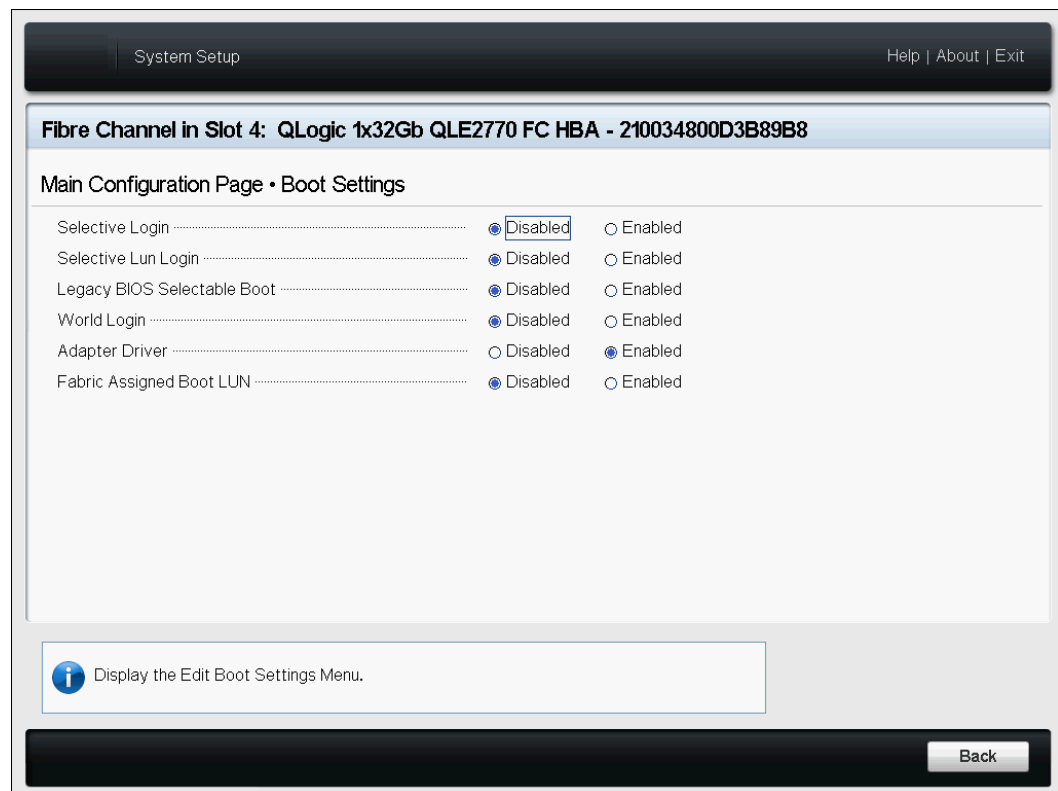 System Setup
Help | About | Exit
Fibre Channel in Slot 4: QLogic 1x32Gb QLE2770 FC HBA - 210034800D3B89B8
Main Configuration Page • Boot Settings
Selective Login Disabled Enabled
Selective Lun Login Disabled Enabled
Legacy BIOS Selectable Boot Disabled Enabled
World Login Disabled Enabled
Adapter Driver Disabled Enabled
Fabric Assigned Boot LUN Disabled Enabled
Display the Edit Boot Settings Menu.
Back